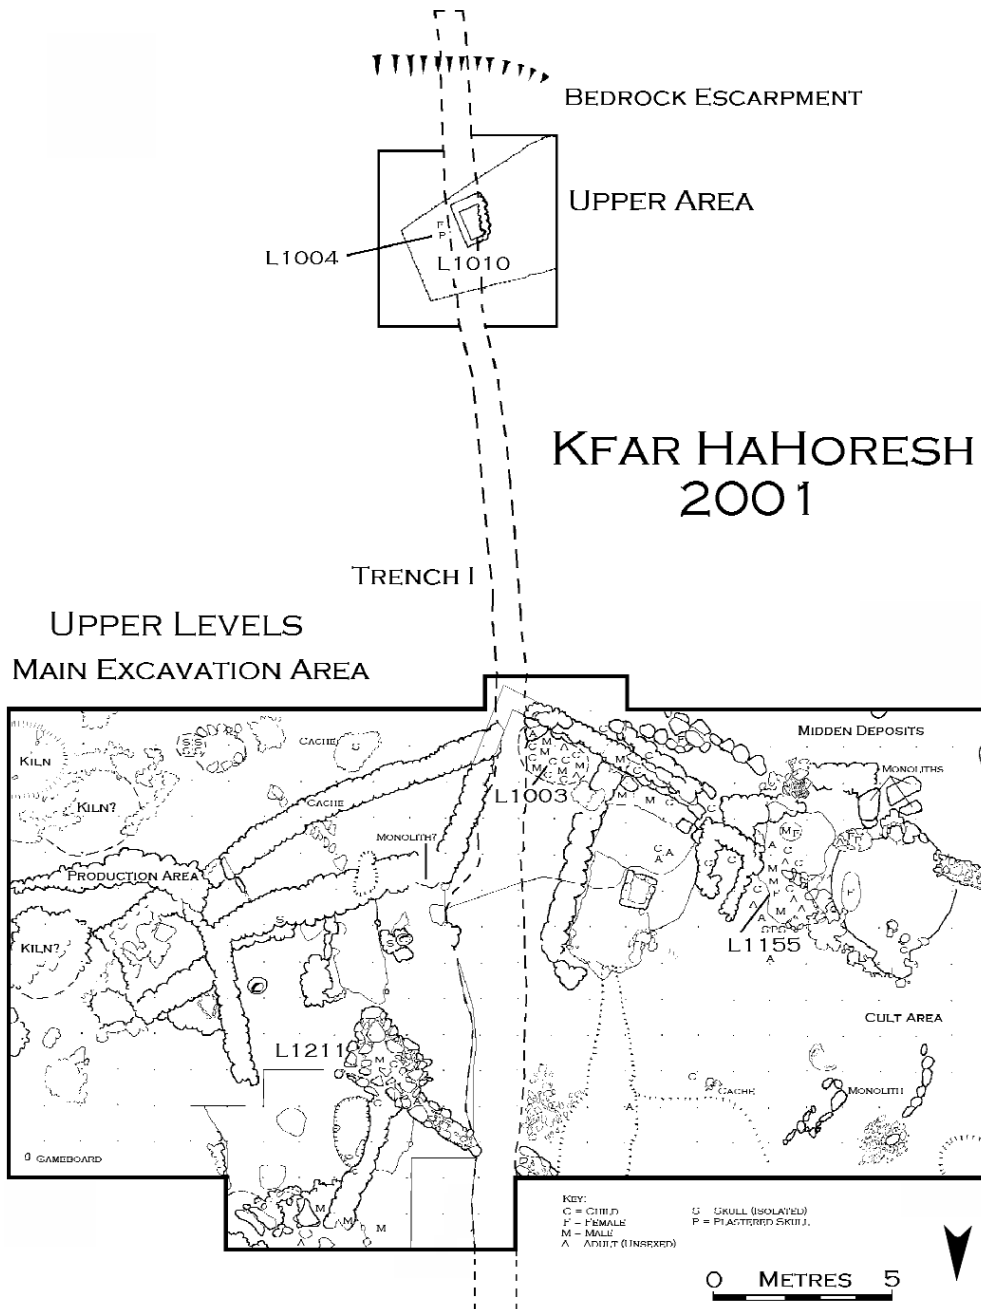 BEDROCK ESCARPMENT
UPPER AREA
L1004
F
P
L1010
KFAR HAHORESH
2001
TRENCH I
UPPER LEVELS
MAIN EXCAVATION AREA
MIDDEN DEPOSITS
CACHE
KILN
MONOLITHS
KILN?
CACHE
L1003
MONOLITH?
PRODUCTION AREA
KILN?
L1155
A
CULT AREA
L1211
CACHE
MONOLITH
GAMEBOARD
KEY:
C = CHILD
F = FEMALE
M = MALE
A = ADULT (UNSEXED)
S = SKULL (ISOLATED)
P = PLASTERED SKULL
0 METRES 5